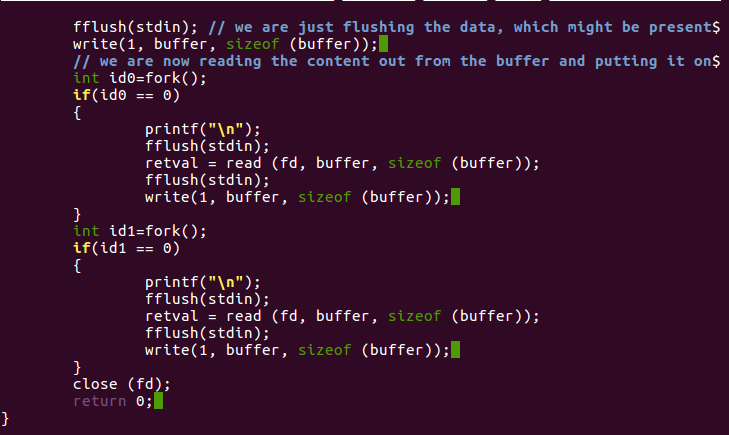 fflush(stdin); // we are just flushing the data, which might be present$
write(1, buffer, sizeof (buffer));
// we are now reading the content out from the buffer and putting it on$
int id0=fork();
if(id0 == 0)
{
printf("\n");
fflush(stdin);
retval = read (fd, buffer, sizeof (buffer));
fflush(stdin);
write(1, buffer, sizeof (buffer));
}
int id1=fork();
if(id1 == 0)
{
printf("\n");
fflush(stdin);
retval = read (fd, buffer, sizeof (buffer));
fflush(stdin);
write(1, buffer, sizeof (buffer));
}
close (fd);
return 0;
}